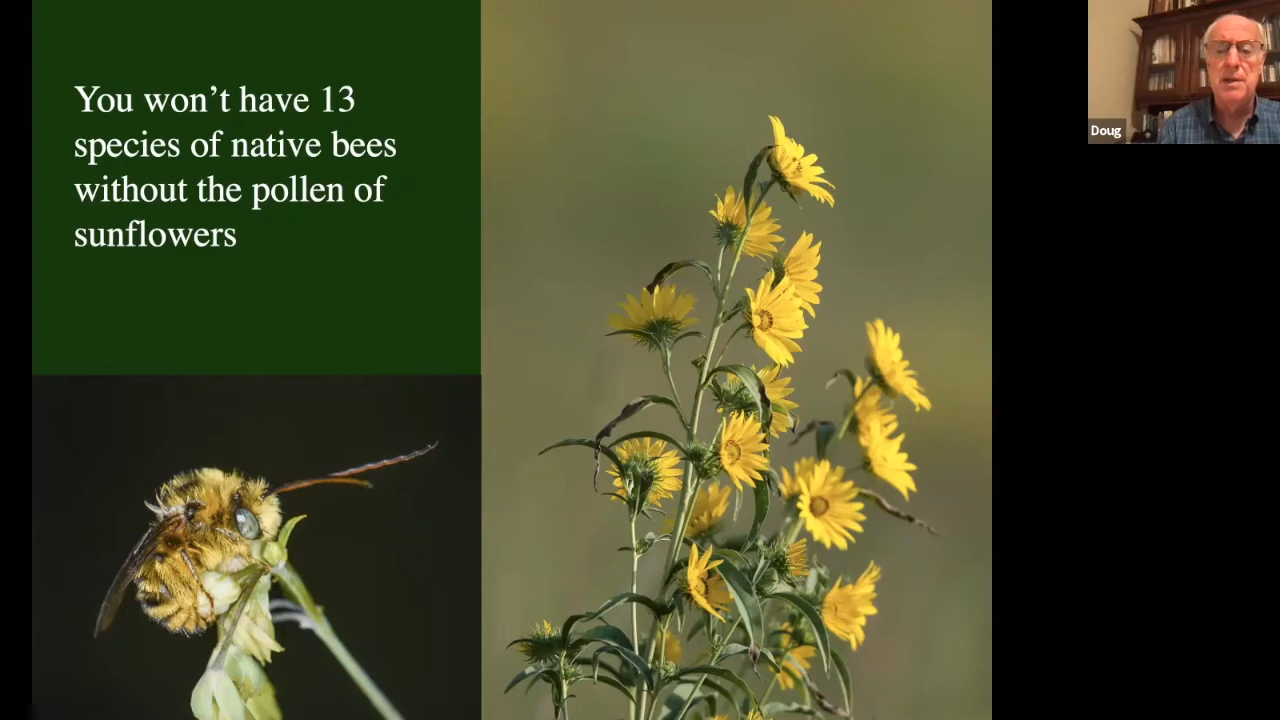 You won’t have 13
species of native bees
without the pollen of
sunflowers
Doug